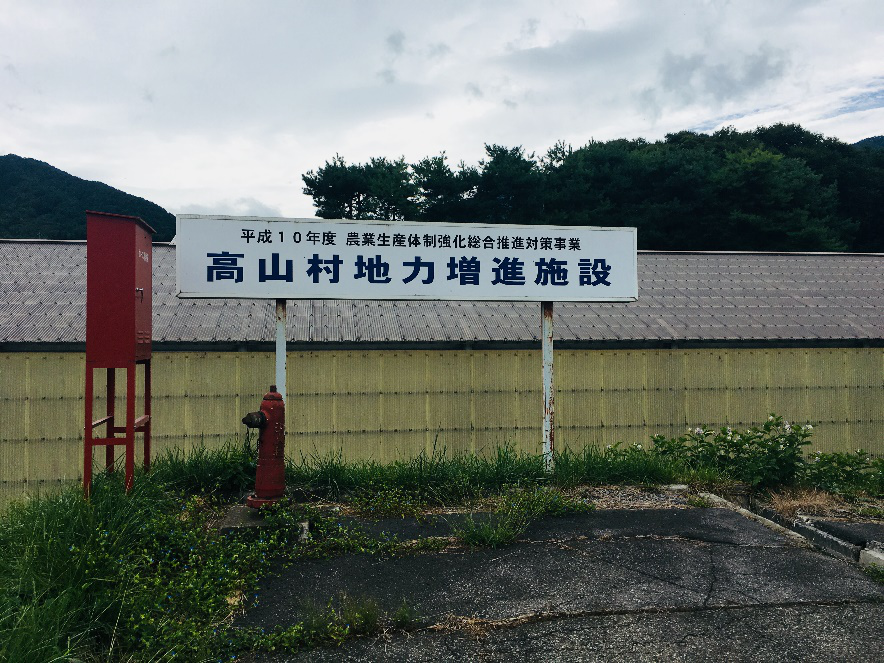 平成10年度 農業生産体制強化総合推進対策事業
高山村地力増進施設